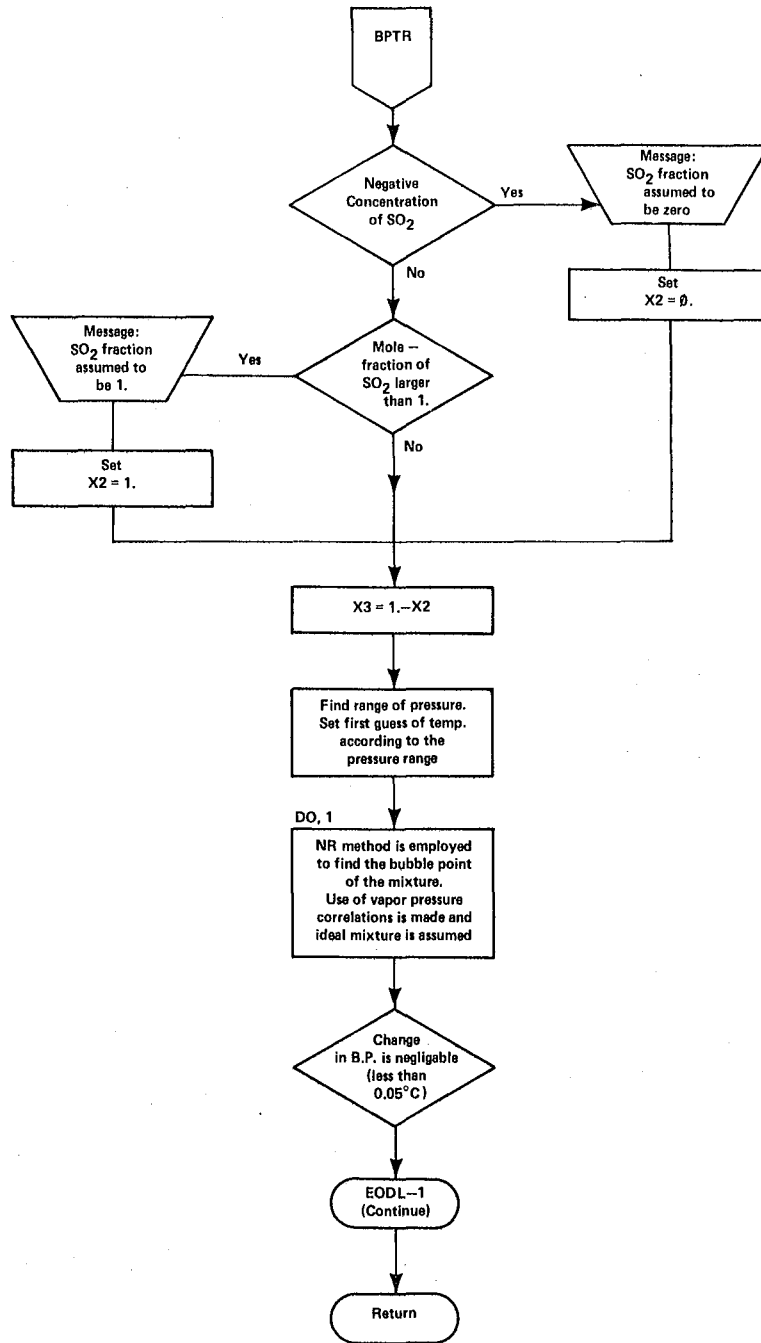 BPTR
Negative
Concentration
of SO2
Yes
Message:
SO2 fraction
assumed to
be zero
No
Set
X2 = Ø.
Message:
SO2 fraction
assumed to
be 1.
Yes
Mole –
fraction of
SO2 larger
than 1.
No
Set
X2 = 1.
X3 = 1.–X2
Find range of pressure.
Set first guess of temp.
according to the
pressure range
DO, 1
NR method is employed
to find the bubble point
of the mixture.
Use of vapor pressure
correlations is made and
ideal mixture is assumed
Change
in B.P. is negligable
(less than
0.05°C)
EODL–1
(Continue)
Return